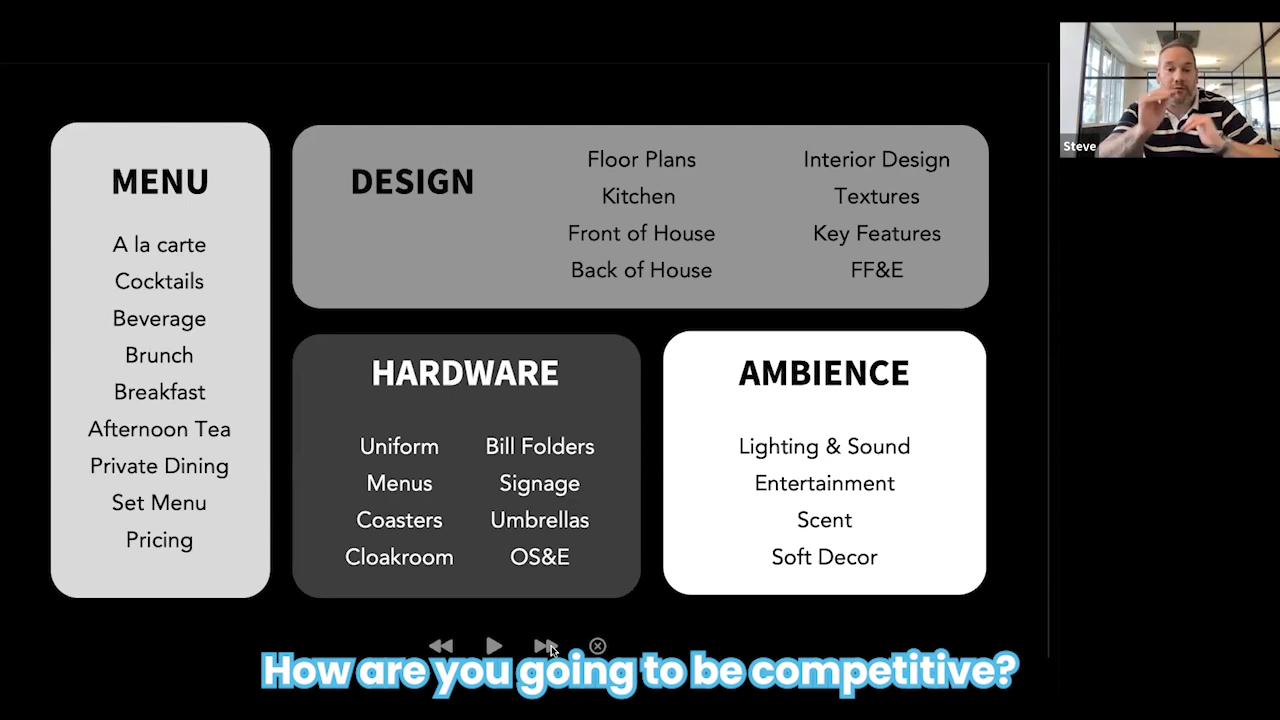 MENU
A la carte
Cocktails
Beverage
Brunch
Breakfast
Afternoon Tea
Private Dining
Set Menu
Pricing
DESIGN
Floor Plans
Kitchen
Front of House
Back of House
Interior Design
Textures
Key Features
FF&E
HARDWARE
Uniform
Menus
Coasters
Cloakroom
Bill Folders
Signage
Umbrellas
OS&E
AMBIENCE
Lighting & Sound
Entertainment
Scent
Soft Decor
Steve
How are you going to be competitive?